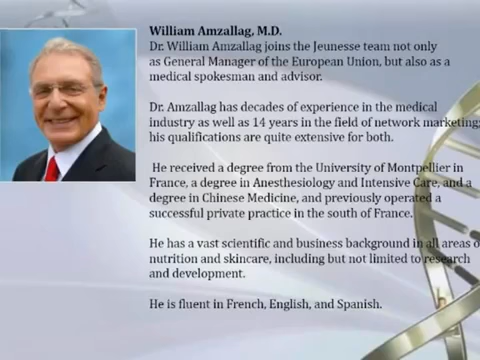 William Amzallag, M.D.
Dr. William Amzallag joins the Jeunesse team not only
as General Manager of the European Union, but also as a
medical spokesman and advisor.
Dr. Amzallag has decades of experience in the medical
industry as well as 14 years in the field of network marketing;
his qualifications are quite extensive for both.
He received a degree from the University of Montpellier in
France, a degree in Anesthesiology and Intensive Care, and a
degree in Chinese Medicine, and previously operated a
successful private practice in the south of France.
He has a vast scientific and business background in all areas o
nutrition and skincare, including but not limited to research
and development.
He is fluent in French, English, and Spanish.